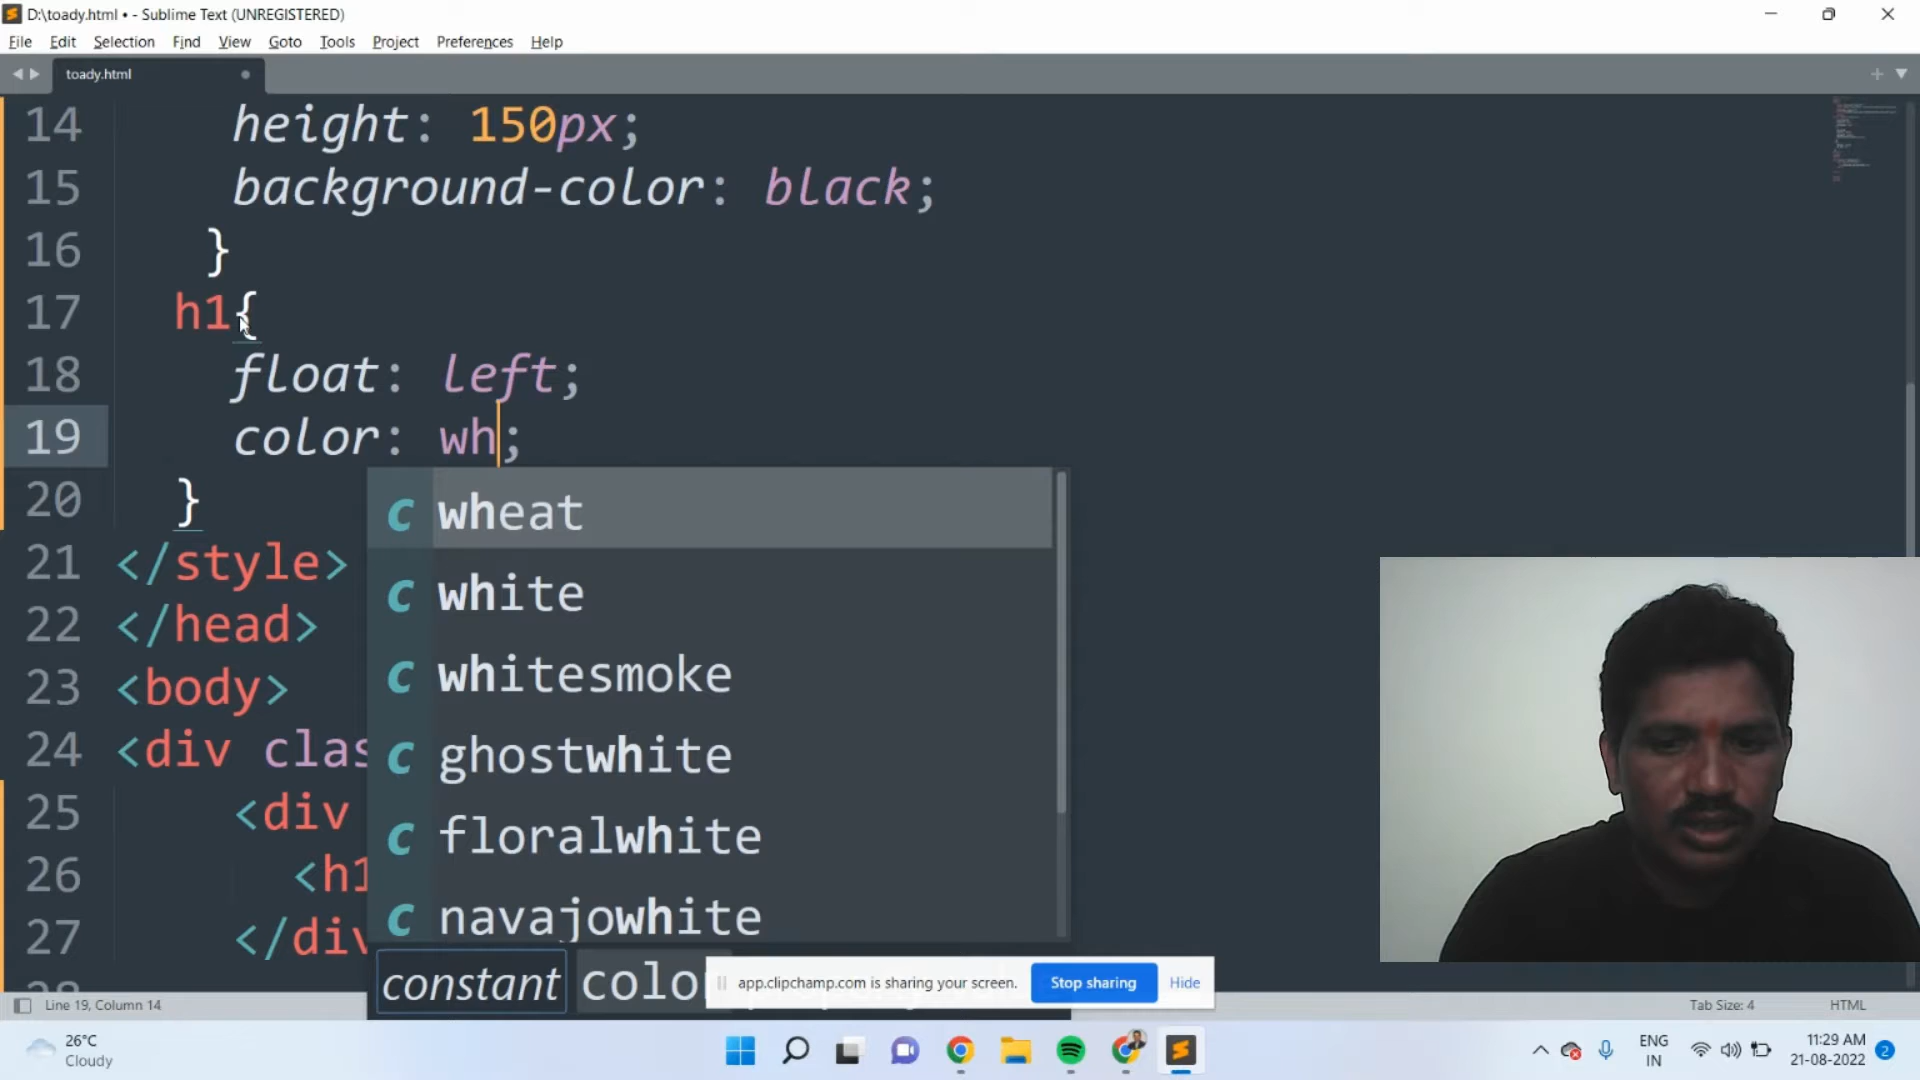 D:\toady.html • - Sublime Text (UNREGISTERED)
File Edit Selection Find View Goto Tools Project Preferences Help
toady.html
14 height: 150px;
15 background-color: black;
16 }
17 h1{
18 float: left;
19 color: wh;
20 }
21 </style>
22 </head>
23 <body>
24 <div clas
25 <div
26 <h1
27 </div
c wheat
c white
c whitesmoke
c ghostwhite
c floralwhite
c navajowhite
constant
app.clipchamp.com is sharing your screen. Stop sharing Hide
Line 19, Column 14
Tab Size: 4 HTML
26°C
Cloudy
ENG
IN
11:29 AM
21-08-2022
2